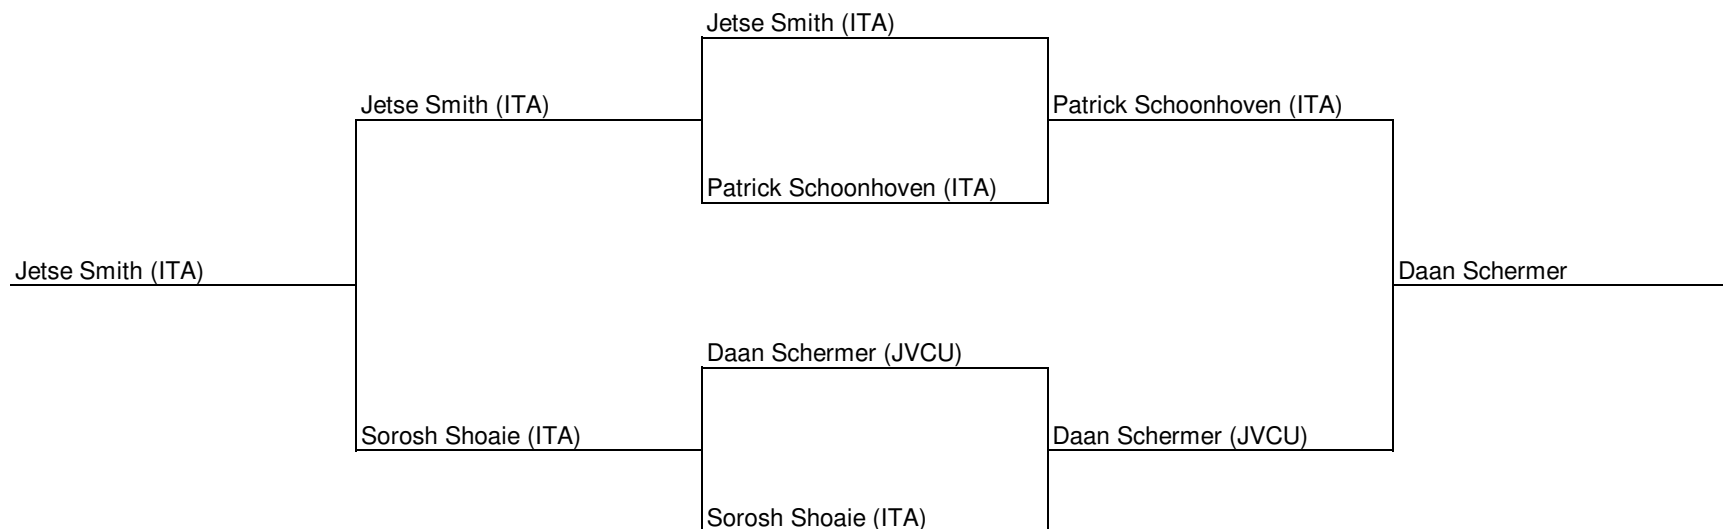 Jetse Smith (ITA)
Jetse Smith (ITA)
Patrick Schoonhoven (ITA)
Patrick Schoonhoven (ITA)
Jetse Smith (ITA)
Daan Schermer
Daan Schermer (JVCU)
Sorosh Shoaie (ITA)
Daan Schermer (JVCU)
Sorosh Shoaie (ITA)